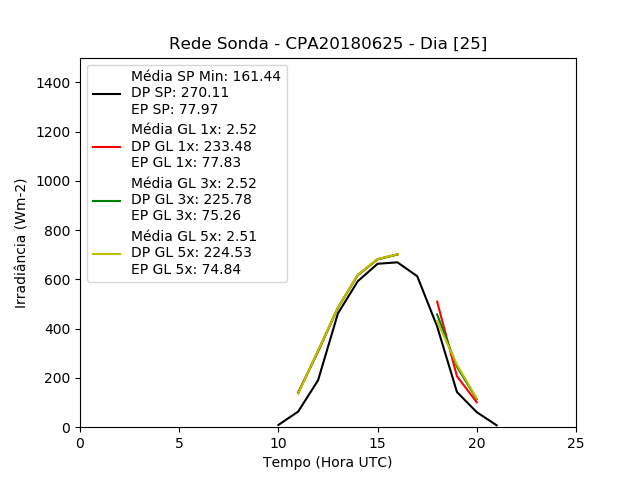 Rede Sonda - CPA20180625 - Dia [25]
Média SP Min: 161.44
DP SP: 270.11
EP SP: 77.97
Média GL 1x: 2.52
DP GL 1x: 233.48
EP GL 1x: 77.83
Média GL 3x: 2.52
DP GL 3x: 225.78
EP GL 3x: 75.26
Média GL 5x: 2.51
DP GL 5x: 224.53
EP GL 5x: 74.84
Irradiância (Wm-2)
1400
1200
1000
800
600
400
200
0
0 5 10 15 20 25
Tempo (Hora UTC)